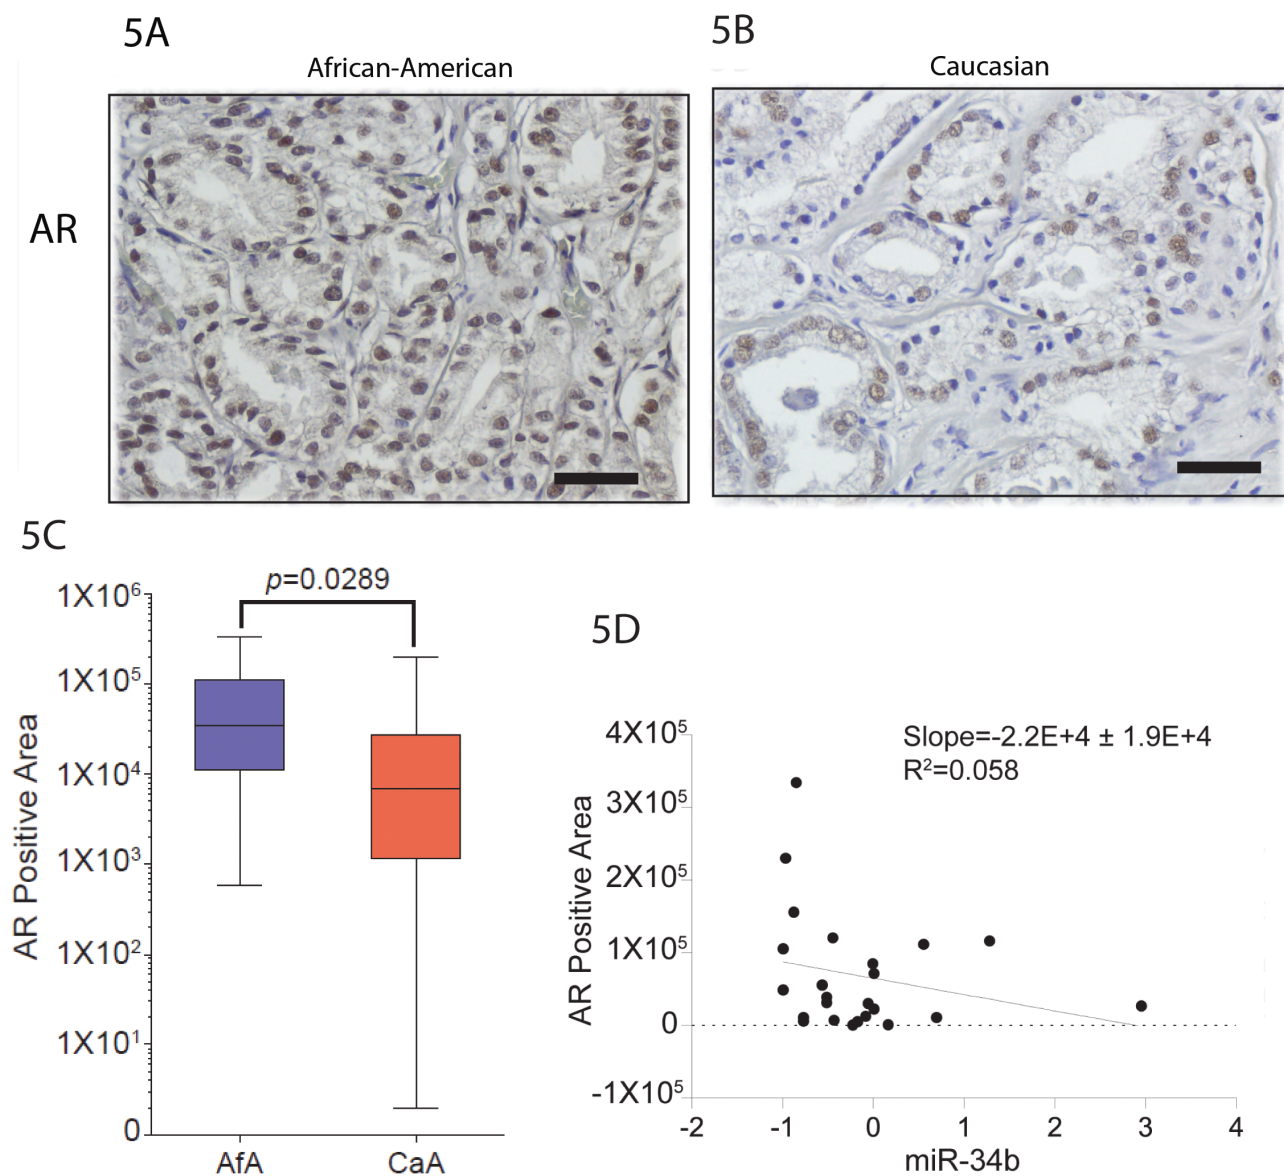 5A
African-American
5B
Caucasian
AR
5C
p=0.0289
1X10⁶
1X10⁵
1X10⁴
1X10³
1X10²
1X10¹
0
AR Positive Area
AfA
CaA
5D
Slope=-2.2E+4 ± 1.9E+4
R²=0.058
4X10⁵
3X10⁵
2X10⁵
1X10⁵
0
-1X10⁵
AR Positive Area
-2
-1
0
1
2
3
4
miR-34b